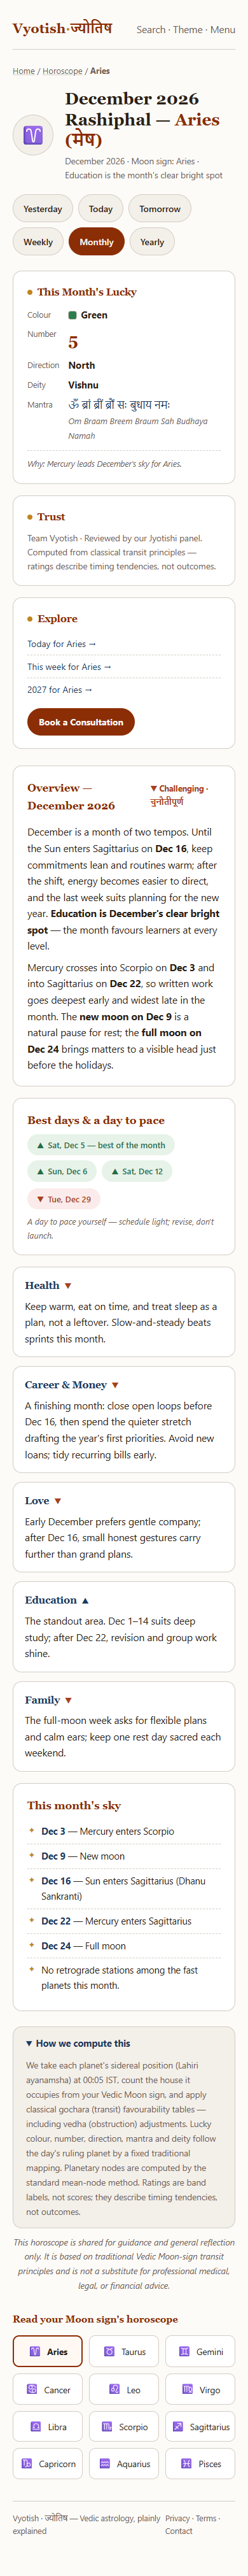 Vyotish·ज्योतिष
Search · Theme · Menu
Home / Horoscope / Aries
December 2026
Rashiphal — Aries
(मेष)
December 2026 · Moon sign: Aries ·
Education is the month's clear bright spot
Yesterday
Today
Tomorrow
Weekly
Monthly
Yearly
This Month's Lucky
Colour Green
Number 5
Direction North
Deity Vishnu
Mantra ॐ ब्रां ब्रीं ब्रौं सः बुधाय नमः
Om Braam Breem Braum Sah Budhaya
Namah
Why: Mercury leads December's sky for Aries.
Trust
Team Vyotish · Reviewed by our Jyotishi panel.
Computed from classical transit principles —
ratings describe timing tendencies, not outcomes.
Explore
Today for Aries →
This week for Aries →
2027 for Aries →
Book a Consultation
Overview —
December 2026
▼ Challenging ·
चुनौतीपूर्ण
December is a month of two tempos. Until
the Sun enters Sagittarius on Dec 16, keep
commitments lean and routines warm; after
the shift, energy becomes easier to direct,
and the last week suits planning for the new
year. Education is December's clear bright
spot — the month favours learners at every
level.
Mercury crosses into Scorpio on Dec 3 and
into Sagittarius on Dec 22, so written work
goes deepest early and widest late in the
month. The new moon on Dec 9 is a
natural pause for rest; the full moon on
Dec 24 brings matters to a visible head just
before the holidays.
Best days & a day to pace
▲ Sat, Dec 5 — best of the month
▲ Sun, Dec 6
▲ Sat, Dec 12
▼ Tue, Dec 29
A day to pace yourself — schedule light; revise, don't
launch.
Health ▼
Keep warm, eat on time, and treat sleep as a
plan, not a leftover. Slow-and-steady beats
sprints this month.
Career & Money ▼
A finishing month: close open loops before
Dec 16, then spend the quieter stretch
drafting the year's first priorities. Avoid new
loans; tidy recurring bills early.
Love ▼
Early December prefers gentle company;
after Dec 16, small honest gestures carry
further than grand plans.
Education ▲
The standout area. Dec 1–14 suits deep
study; after Dec 22, revision and group work
shine.
Family ▼
The full-moon week asks for flexible plans
and calm ears; keep one rest day sacred each
weekend.
This month's sky
✦ Dec 3 — Mercury enters Scorpio
✦ Dec 9 — New moon
✦ Dec 16 — Sun enters Sagittarius (Dhanu
Sankranti)
✦ Dec 22 — Mercury enters Sagittarius
✦ Dec 24 — Full moon
✦ No retrograde stations among the fast
planets this month.
▼ How we compute this
We take each planet's sidereal position (Lahiri
ayanamsha) at 00:05 IST, count the house it
occupies from your Vedic Moon sign, and apply
classical gochara (transit) favourability tables —
including vedha (obstruction) adjustments. Lucky
colour, number, direction, mantra and deity follow
the day's ruling planet by a fixed traditional
mapping. Planetary nodes are computed by the
standard mean-node method. Ratings are band
labels, not scores: they describe timing tendencies,
not outcomes.
This horoscope is shared for guidance and general reflection
only. It is based on traditional Vedic Moon-sign transit
principles and is not a substitute for professional medical,
legal, or financial advice.
Read your Moon sign's horoscope
♈ Aries
♉ Taurus
♊ Gemini
♋ Cancer
♌ Leo
♍ Virgo
♎ Libra
♏ Scorpio
♐ Sagittarius
♑ Capricorn
♒ Aquarius
♓ Pisces
Vyotish · ज्योतिष — Vedic astrology, plainly
explained
Privacy · Terms ·
Contact